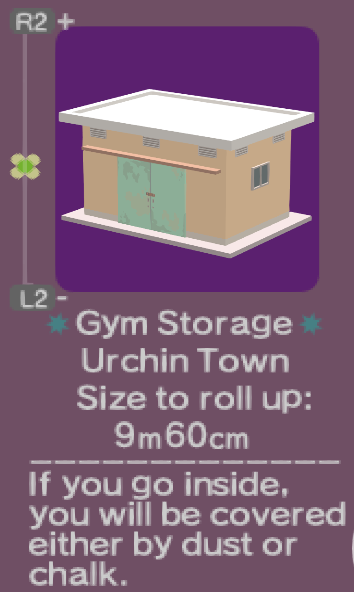 R2 +
L2 -
Gym Storage
Urchin Town
Size to roll up:
9m60cm
If you go inside,
you will be covered
either by dust or
chalk.